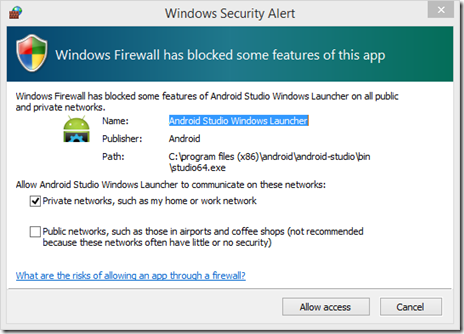 Windows Security Alert
Windows Firewall has blocked some features of this app
Windows Firewall has blocked some features of Android Studio Windows Launcher on all public
and private networks.
Name: Android Studio Windows Launcher
Publisher: Android
Path: C:\program files (x86)\android\android-studio\bin
\studio64.exe
Allow Android Studio Windows Launcher to communicate on these networks:
Private networks, such as my home or work network
Public networks, such as those in airports and coffee shops (not recommended
because these networks often have little or no security)
What are the risks of allowing an app through a firewall?
Allow access Cancel